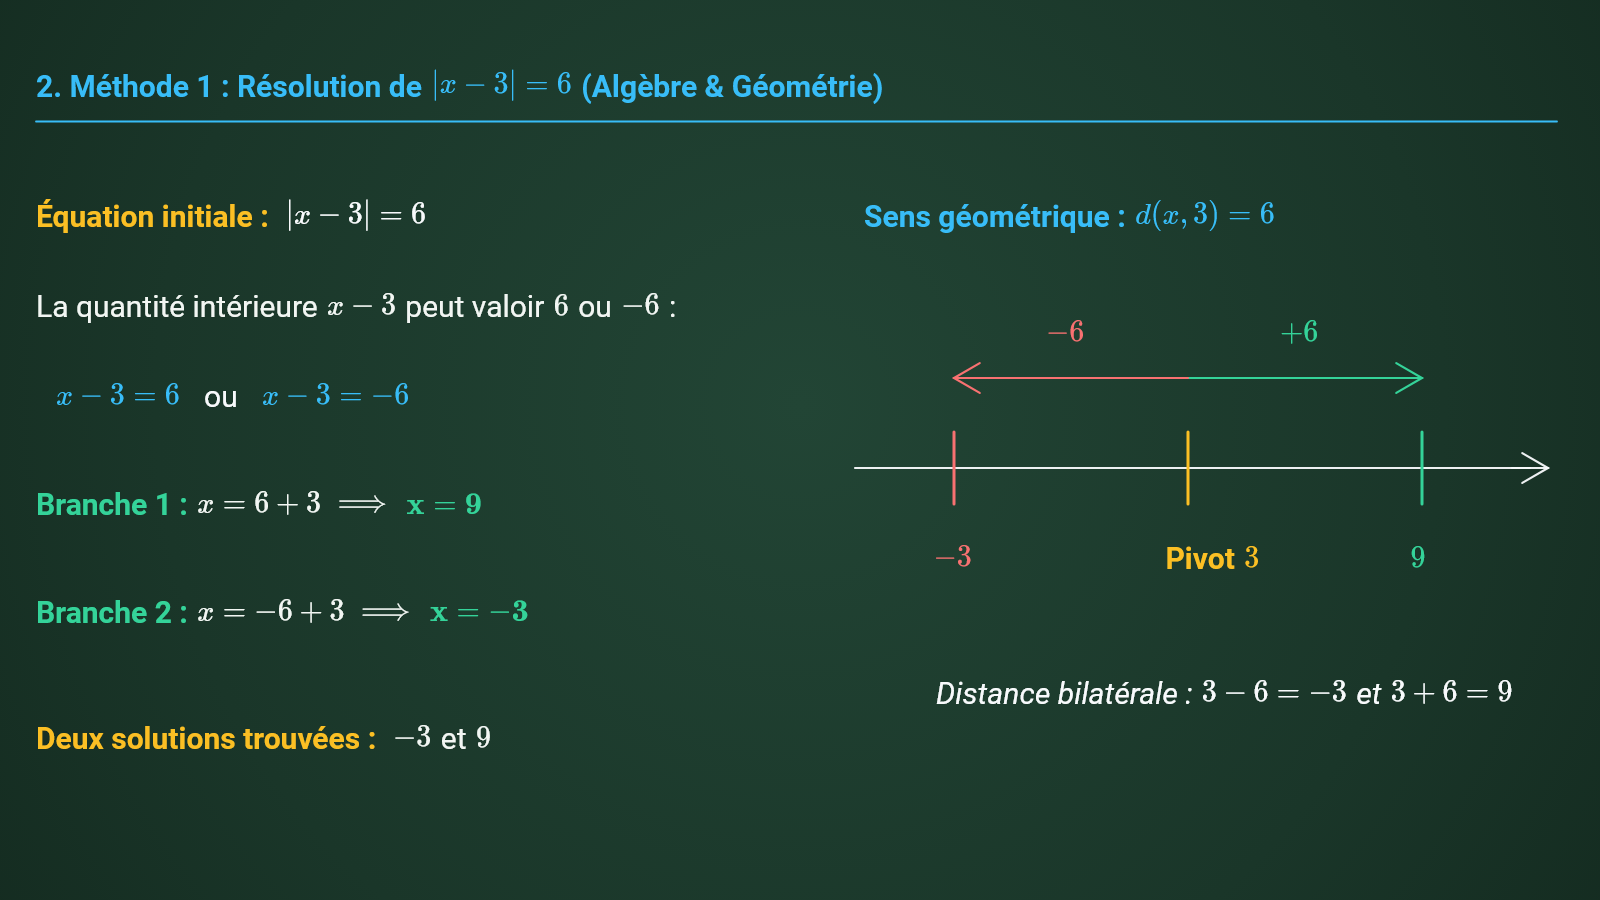 2. Méthode 1 : Résolution de |x − 3| = 6 (Algèbre & Géométrie)
Équation initiale : |x − 3| = 6
La quantité intérieure x − 3 peut valoir 6 ou −6 :
x − 3 = 6 ou x − 3 = −6
Branche 1 : x = 6 + 3 ⟹ x = 9
Branche 2 : x = −6 + 3 ⟹ x = −3
Deux solutions trouvées : −3 et 9
Sens géométrique : d(x, 3) = 6
−6 +6
−3 Pivot 3 9
Distance bilatérale : 3 − 6 = −3 et 3 + 6 = 9